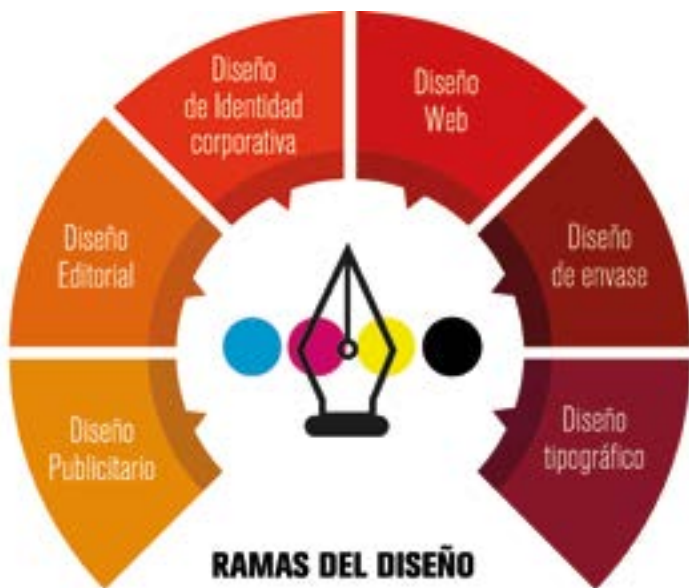 Diseño
de Identidad
corporativa
Diseño
Web
Diseño
Editorial
Diseño
de envase
Diseño
Publicitario
Diseño
tipográfico
RAMAS DEL DISEÑO